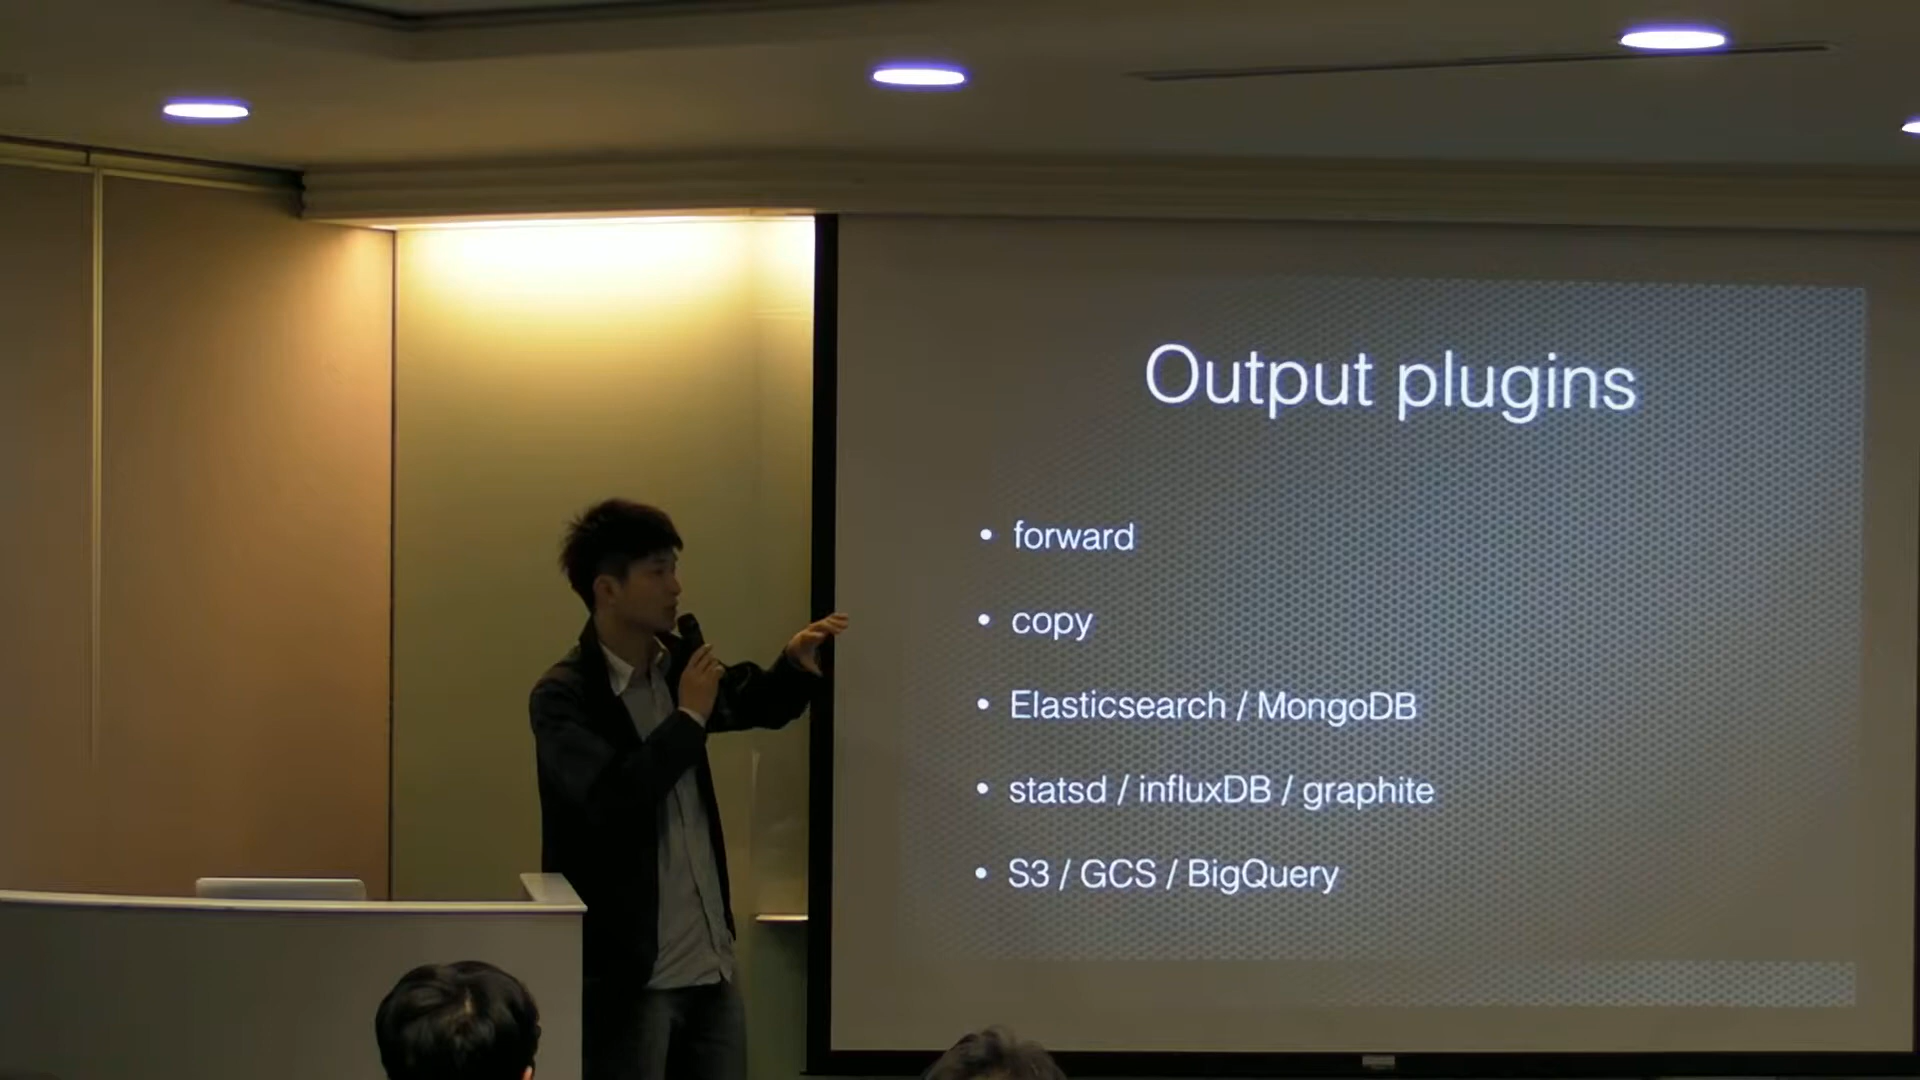 Output plugins
• forward
• copy
• Elasticsearch / MongoDB
• statsd / influxDB / graphite
• S3 / GCS / BigQuery